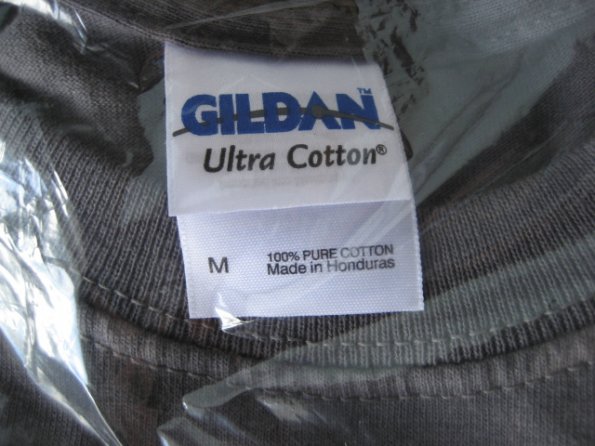 GILDAN™
Ultra Cotton®
M
100% PURE COTTON
Made in Honduras